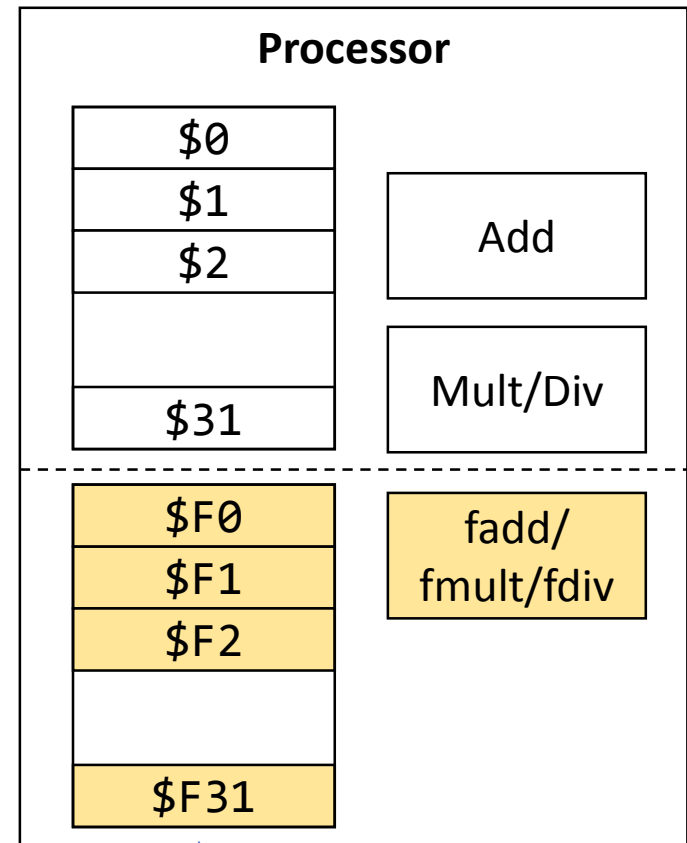 Processor
$0
$1
$2
$31
Add
Mult/Div
$F0
$F1
$F2
$F31
fadd/
fmult/fdiv